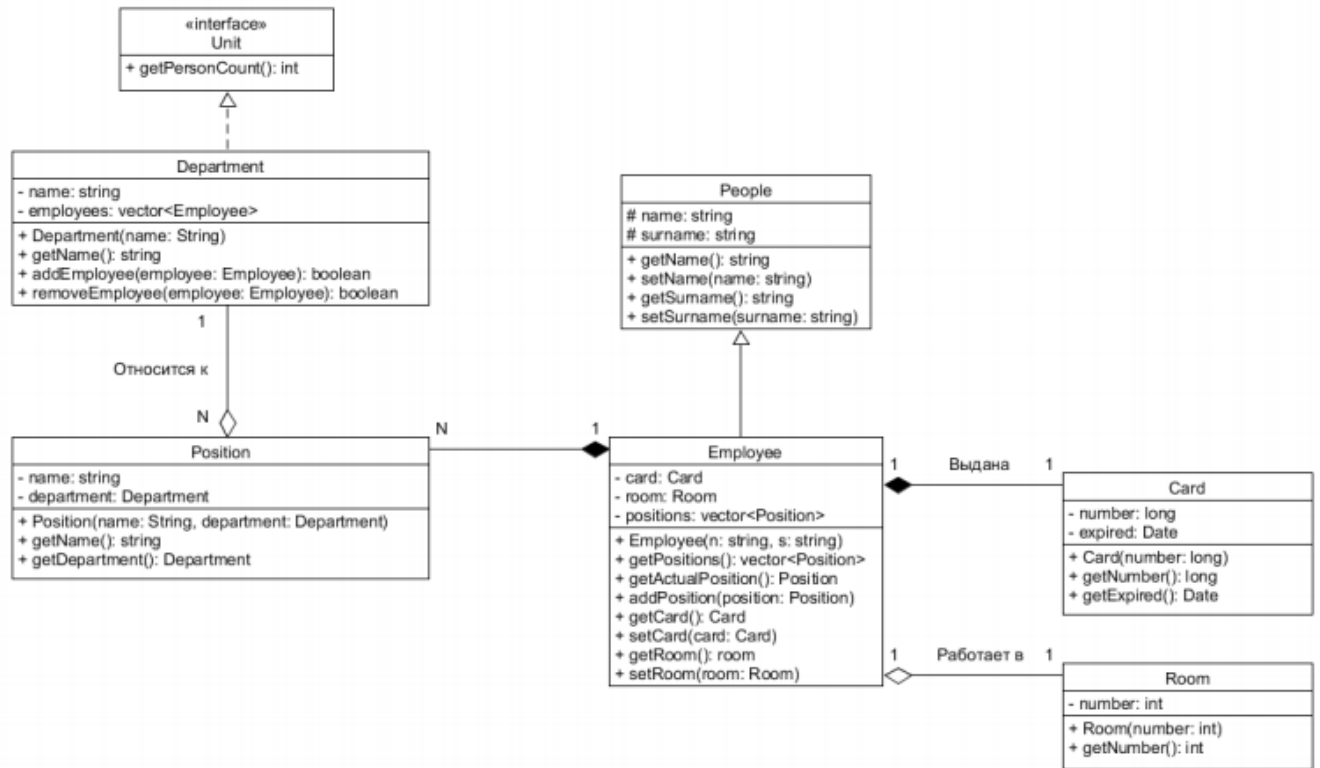 «interface»
Unit
+ getPersonCount(): int
Department
- name: string
- employees: vector<Employee>
+ Department(name: String)
+ getName(): string
+ addEmployee(employee: Employee): boolean
+ removeEmployee(employee: Employee): boolean
1
Относится к
N
People
# name: string
# surname: string
+ getName(): string
+ setName(name: string)
+ getSurname(): string
+ setSurname(surname: string)
Position
- name: string
- department: Department
+ Position(name: String, department: Department)
+ getName(): string
+ getDepartment(): Department
N
1
Employee
- card: Card
- room: Room
- positions: vector<Position>
+ Employee(n: string, s: string)
+ getPositions(): vector<Position>
+ getActualPosition(): Position
+ addPosition(position: Position)
+ getCard(): Card
+ setCard(card: Card)
+ getRoom(): room
+ setRoom(room: Room)
1
Выдана
1
Card
- number: long
- expired: Date
+ Card(number: long)
+ getNumber(): long
+ getExpired(): Date
1
Работает в
1
Room
- number: int
+ Room(number: int)
+ getNumber(): int